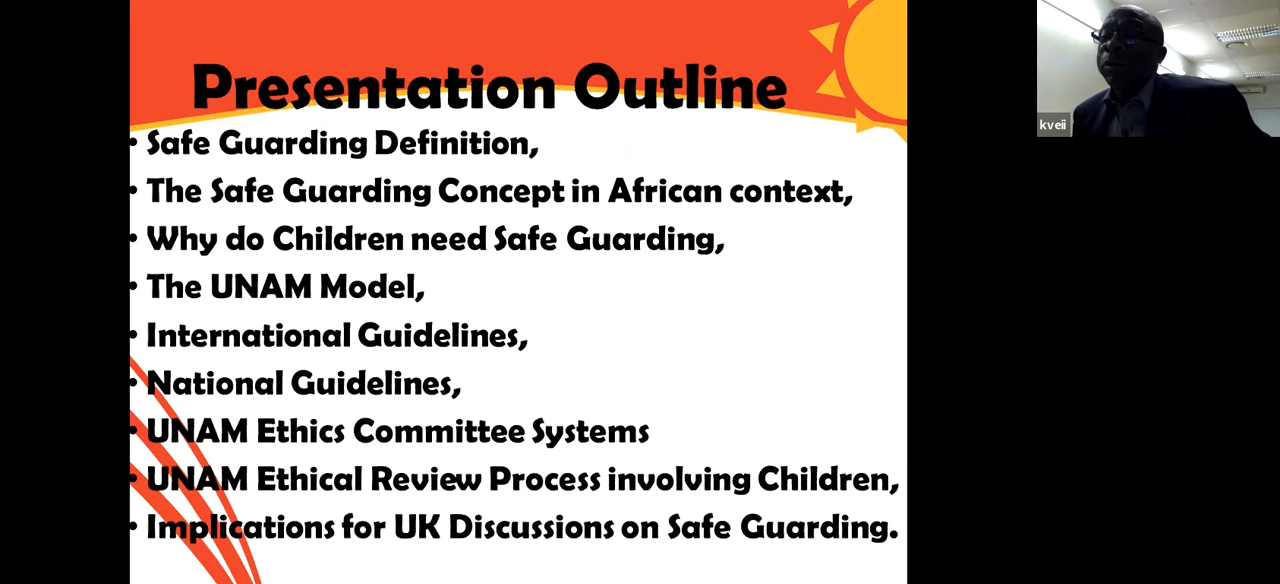 Presentation Outline
• Safe Guarding Definition,
• The Safe Guarding Concept in African context,
• Why do Children need Safe Guarding,
• The UNAM Model,
• International Guidelines,
• National Guidelines,
• UNAM Ethics Committee Systems
• UNAM Ethical Review Process involving Children,
• Implications for UK Discussions on Safe Guarding.
kveii